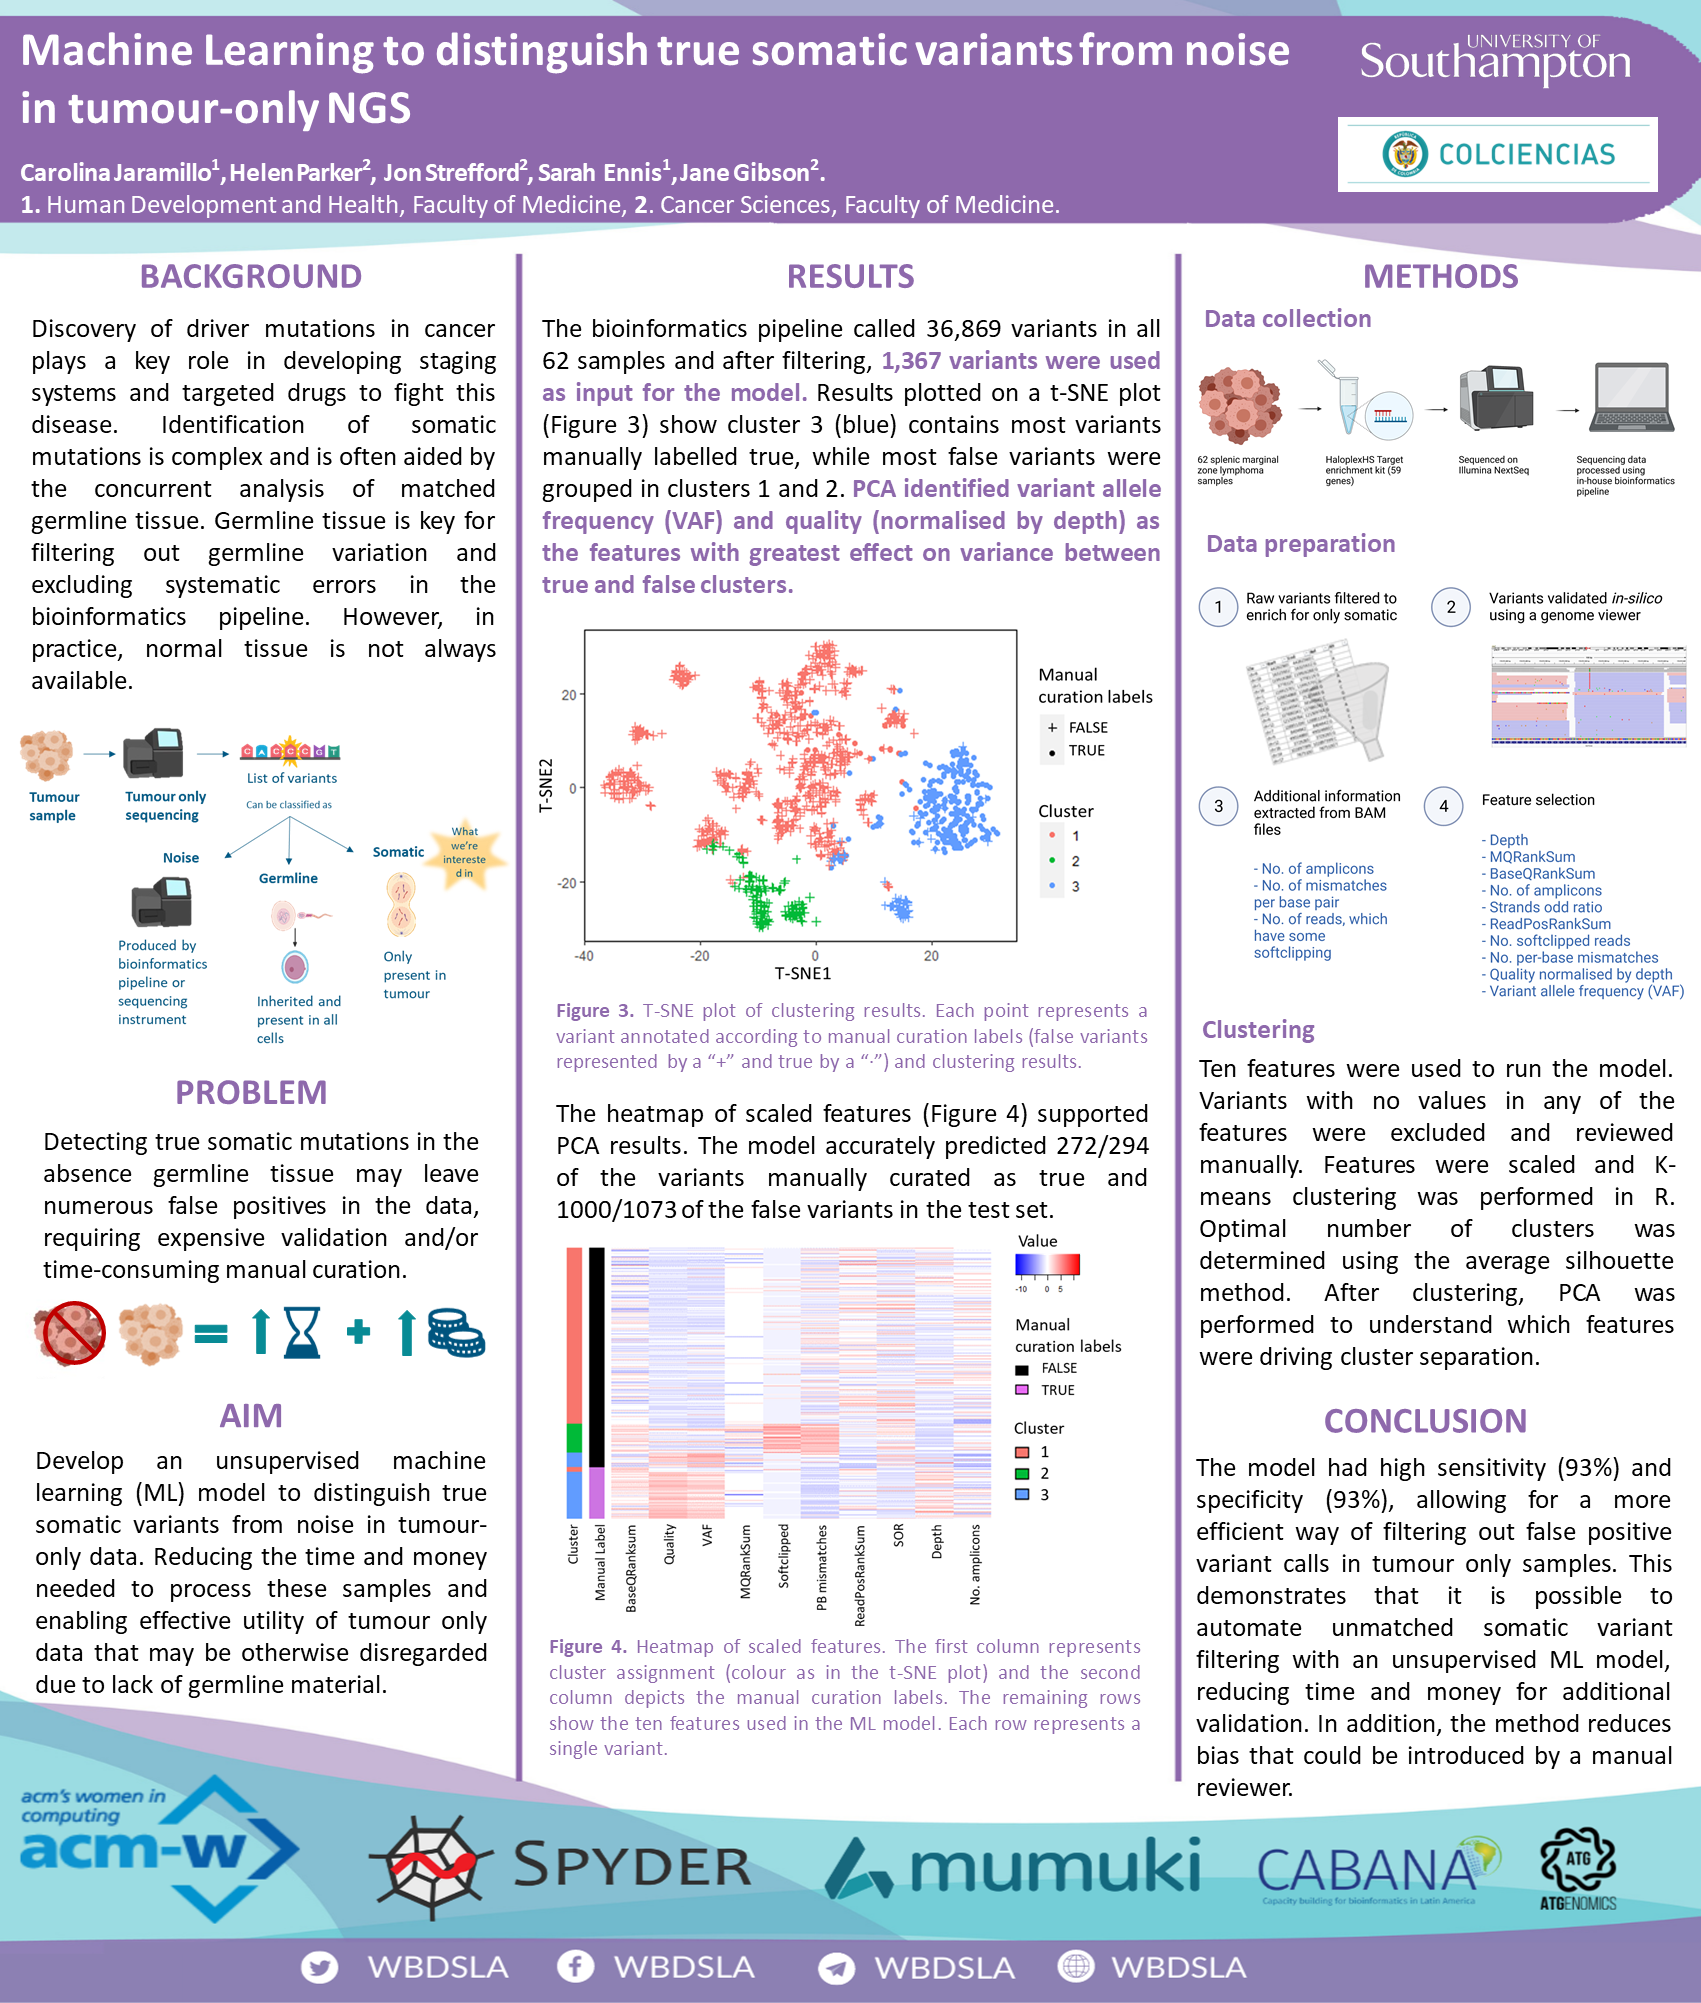 Machine Learning to distinguish true somatic variants from noise
in tumour-only NGS
Carolina Jaramillo1, Helen Parker2, Jon Strefford2, Sarah Ennis1, Jane Gibson2.
1. Human Development and Health, Faculty of Medicine, 2. Cancer Sciences, Faculty of Medicine.
UNIVERSITY OF
Southampton
COLCIENCIAS
BACKGROUND
Discovery of driver mutations in cancer
plays a key role in developing staging
systems and targeted drugs to fight this
disease. Identification of somatic
mutations is complex and is often aided by
the concurrent analysis of matched
germline tissue. Germline tissue is key for
filtering out germline variation and
excluding systematic errors in the
bioinformatics pipeline. However, in
practice, normal tissue is not always
available.
C A C C C G T
List of variants
Tumour
sample
Tumour only
sequencing
Can be classified as
What
we're
intereste
d in
Noise
Germline
Somatic
Produced by
bioinformatics
pipeline or
sequencing
instrument
Inherited and
present in all
cells
Only
present in
tumour
PROBLEM
Detecting true somatic mutations in the
absence germline tissue may leave
numerous false positives in the data,
requiring expensive validation and/or
time-consuming manual curation.
AIM
Develop an unsupervised machine
learning (ML) model to distinguish true
somatic variants from noise in tumour-
only data. Reducing the time and money
needed to process these samples and
enabling effective utility of tumour only
data that may be otherwise disregarded
due to lack of germline material.
RESULTS
The bioinformatics pipeline called 36,869 variants in all
62 samples and after filtering, 1,367 variants were used
as input for the model. Results plotted on a t-SNE plot
(Figure 3) show cluster 3 (blue) contains most variants
manually labelled true, while most false variants were
grouped in clusters 1 and 2. PCA identified variant allele
frequency (VAF) and quality (normalised by depth) as
the features with greatest effect on variance between
true and false clusters.
T-SNE2
20
0
-20
-40
-20
0
20
T-SNE1
Manual
curation labels
FALSE
TRUE
Cluster
1
2
3
Figure 3. T-SNE plot of clustering results. Each point represents a
variant annotated according to manual curation labels (false variants
represented by a “+” and true by a “·”) and clustering results.
The heatmap of scaled features (Figure 4) supported
PCA results. The model accurately predicted 272/294
of the variants manually curated as true and
1000/1073 of the false variants in the test set.
Value
-10 0 5
Manual
curation labels
FALSE
TRUE
Cluster
1
2
3
Cluster
Manual Label
BaseQRanksum
Quality
VAF
MQRankSum
Softclipped
PB mismatches
ReadPosRankSum
SOR
Depth
No. amplicons
Figure 4. Heatmap of scaled features. The first column represents
cluster assignment (colour as in the t-SNE plot) and the second
column depicts the manual curation labels. The remaining rows
show the ten features used in the ML model. Each row represents a
single variant.
METHODS
Data collection
62 splenic marginal
zone lymphoma
samples
HaloplexHS Target
enrichment kit (59
genes)
Sequenced on
Illumina NextSeq
Sequencing data
processed using
in-house bioinformatics
pipeline
Data preparation
1
Raw variants filtered to
enrich for only somatic
2
Variants validated in-silico
using a genome viewer
3
Additional information
extracted from BAM
files
- No. of amplicons
- No. of mismatches
per base pair
- No. of reads, which
have some
softclipping
4
Feature selection
- Depth
- MQRankSum
- BaseQRankSum
- No. of amplicons
- Strands odd ratio
- ReadPosRankSum
- No. softclipped reads
- No. per-base mismatches
- Quality normalised by depth
- Variant allele frequency (VAF)
Clustering
Ten features were used to run the model.
Variants with no values in any of the
features were excluded and reviewed
manually. Features were scaled and K-
means clustering was performed in R.
Optimal number of clusters was
determined using the average silhouette
method. After clustering, PCA was
performed to understand which features
were driving cluster separation.
CONCLUSION
The model had high sensitivity (93%) and
specificity (93%), allowing for a more
efficient way of filtering out false positive
variant calls in tumour only samples. This
demonstrates that it is possible to
automate unmatched somatic variant
filtering with an unsupervised ML model,
reducing time and money for additional
validation. In addition, the method reduces
bias that could be introduced by a manual
reviewer.
acm's women in
computing
acm-w
SPYDER
mumuki
CABANA
Capacity building for bioinformatics in Latin America
ATG
ATGENOMICS
WBDSLA
WBDSLA
WBDSLA
WBDSLA